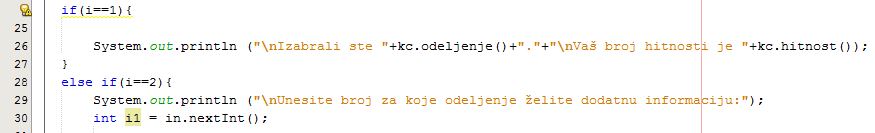 if(i==1){
25
26 System.out.println ("\nIzabrali ste "+kc.odeljenje()+"."+"\nVaš broj hitnosti je "+kc.hitnost());
27 }
28 else if(i==2){
29 System.out.println ("\nUnesite broj za koje odeljenje želite dodatnu informaciju:");
30 int i1 = in.nextInt();